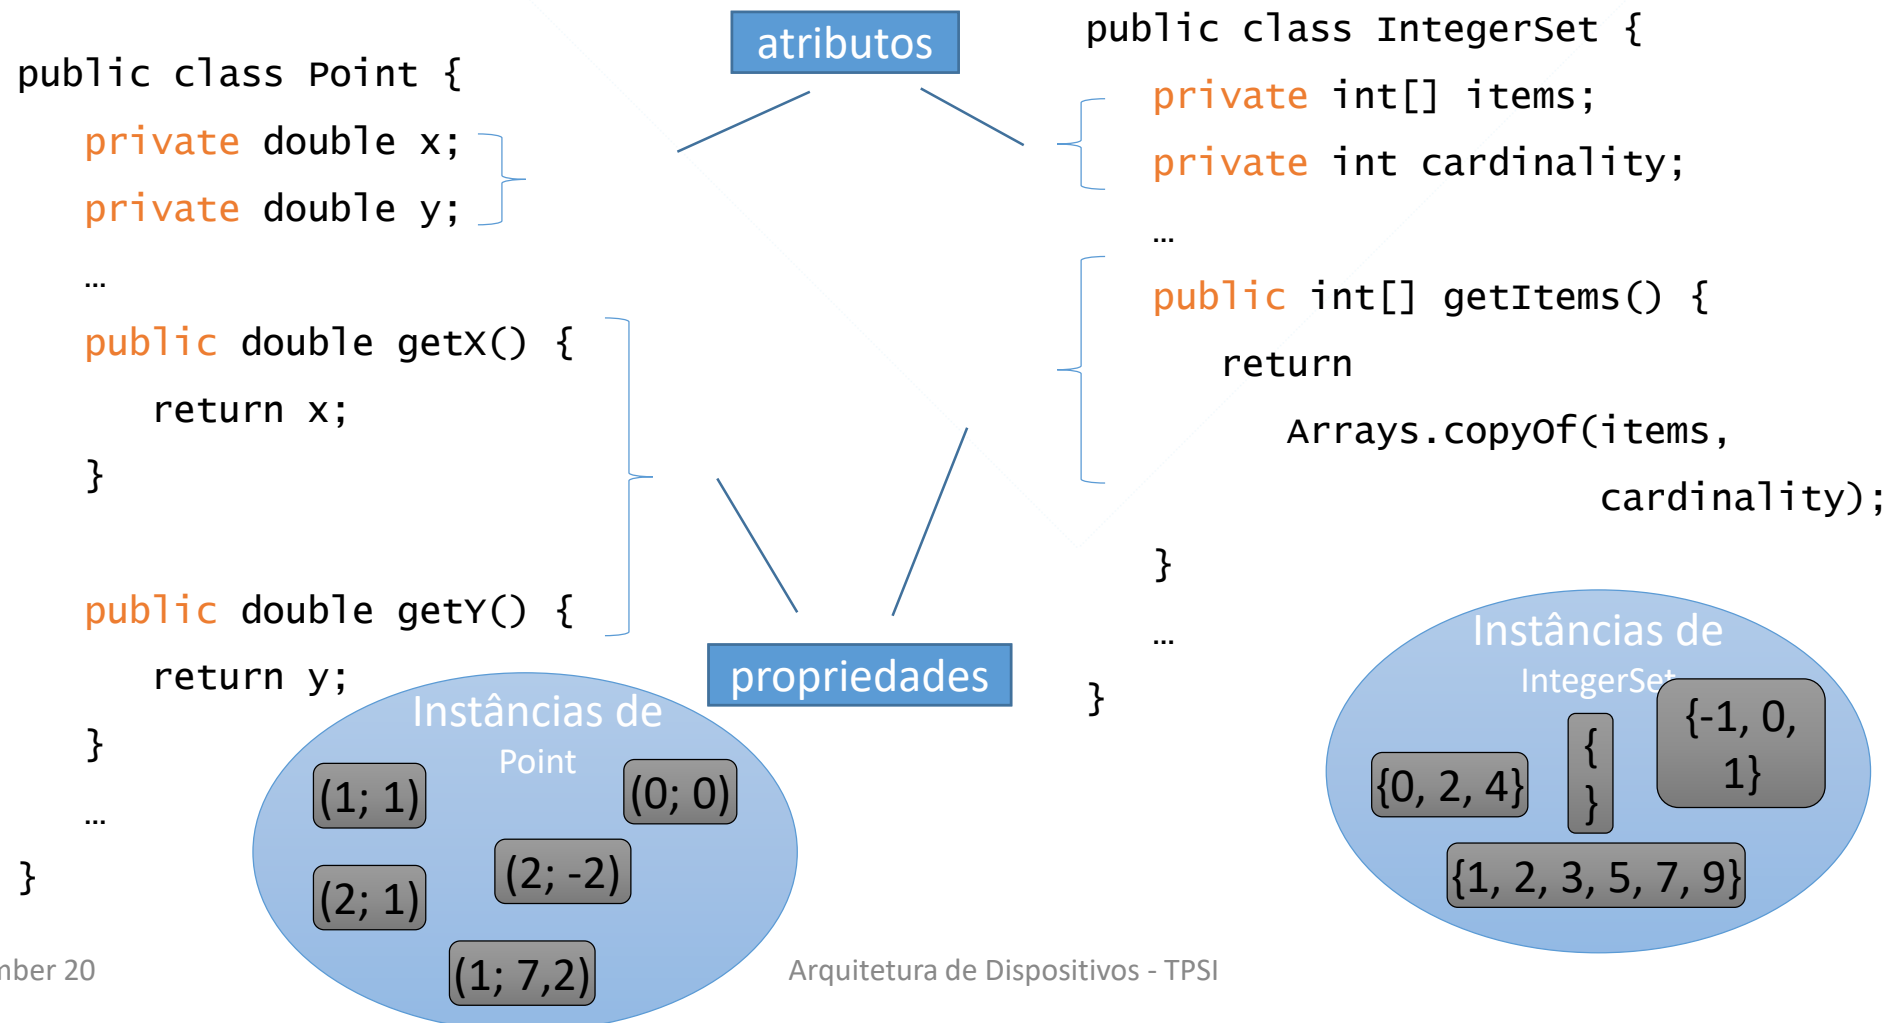 public class Point {
private double x;
private double y;
…
public double getX() {
return x;
}
public double getY() {
return y;
}
…
}
atributos
propriedades
public class IntegerSet {
private int[] items;
private int cardinality;
…
public int[] getItems() {
return
Arrays.copyOf(items,
cardinality);
}
…
}
Instâncias de
Point
(1; 1)
(0; 0)
(2; -2)
(2; 1)
(1; 7,2)
Instâncias de
IntegerSet
{-1, 0,
1}
{
}
{0, 2, 4}
{1, 2, 3, 5, 7, 9}
20
Arquitetura de Dispositivos - TPSI